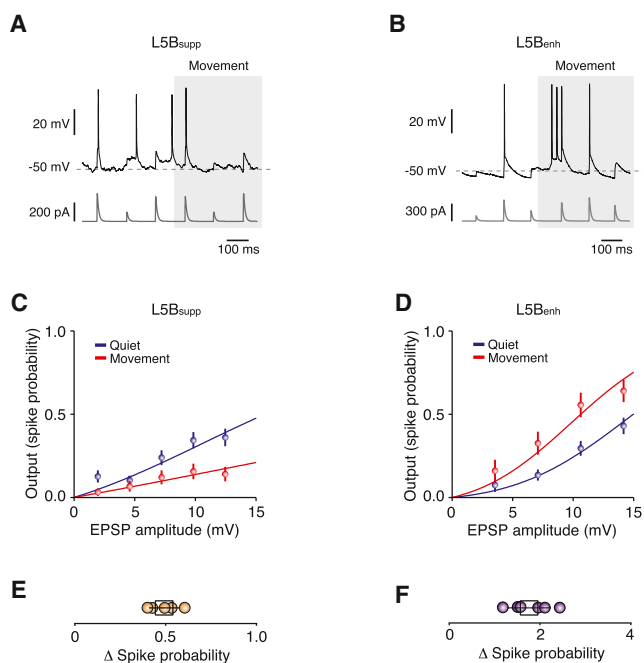 A
L5Bsupp
Movement
20 mV
-50 mV
200 pA
100 ms
B
L5Benh
Movement
20 mV
-50 mV
300 pA
100 ms
C
L5Bsupp
Quiet
Movement
Output (spike probability)
1.0
0.5
0.0
0
5
10
15
EPSP amplitude (mV)
D
L5Benh
Quiet
Movement
Output (spike probability)
1.0
0.5
0.0
0
5
10
15
EPSP amplitude (mV)
E
0
0.5
1.0
Δ Spike probability
F
0
2
4
Δ Spike probability